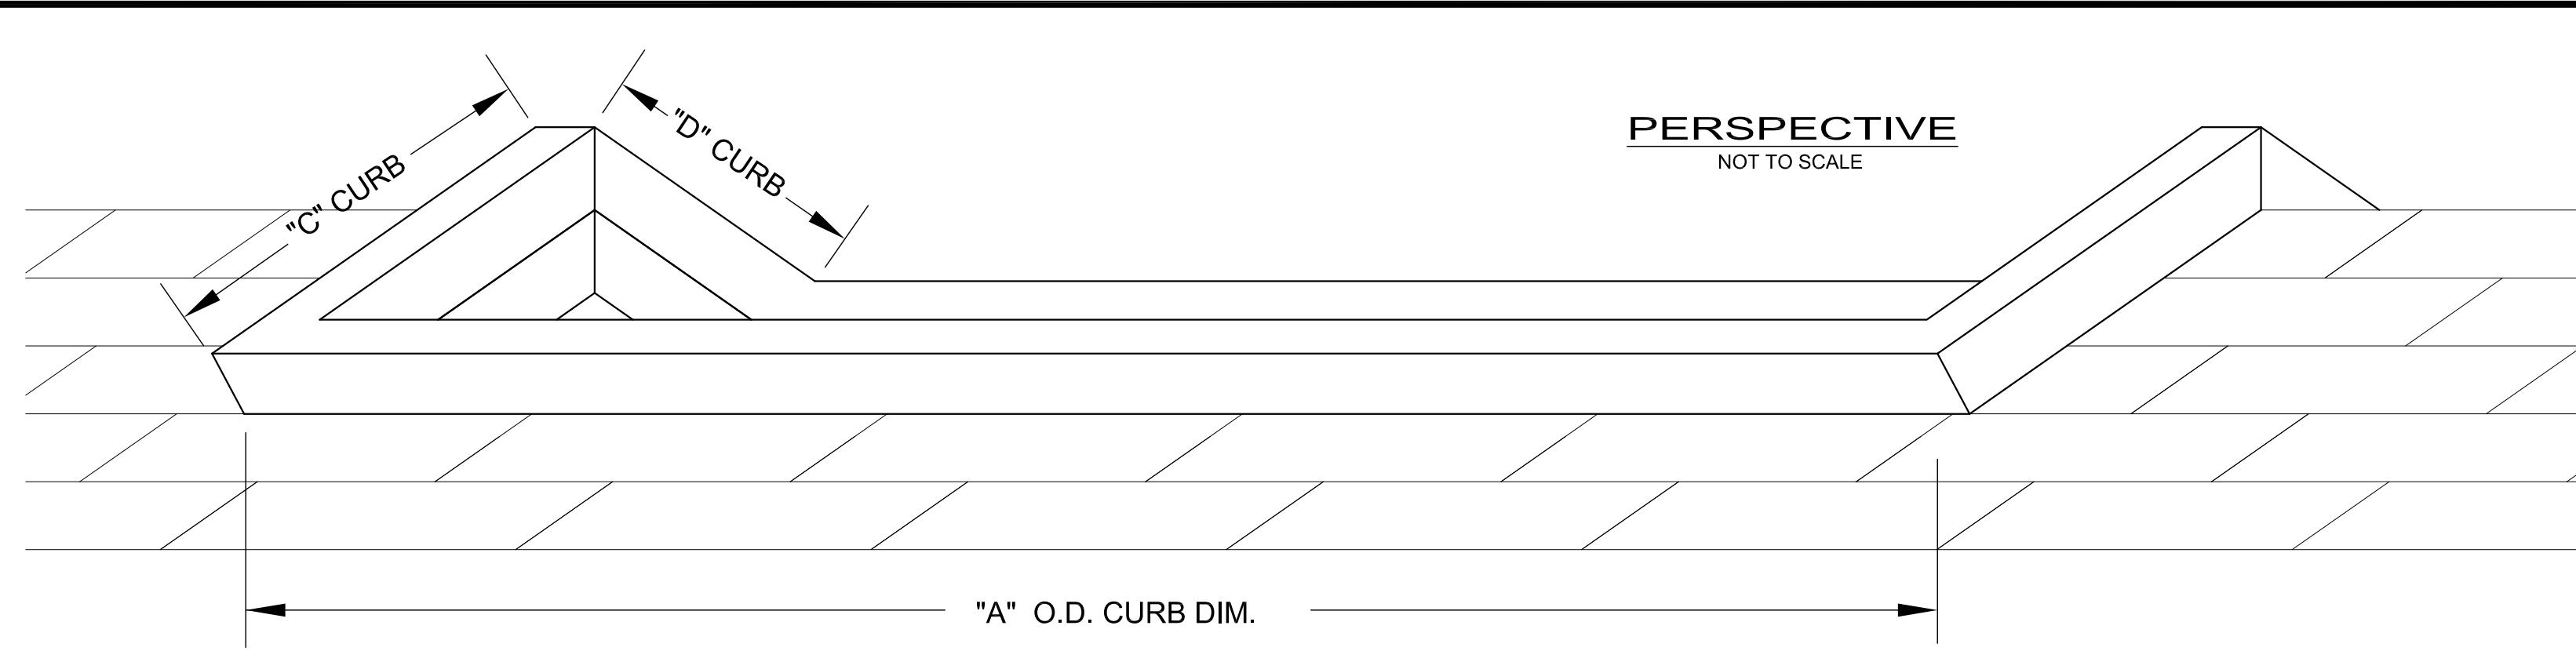 "C" CURB
"D" CURB
PERSPECTIVE
NOT TO SCALE
"A" O.D. CURB DIM.